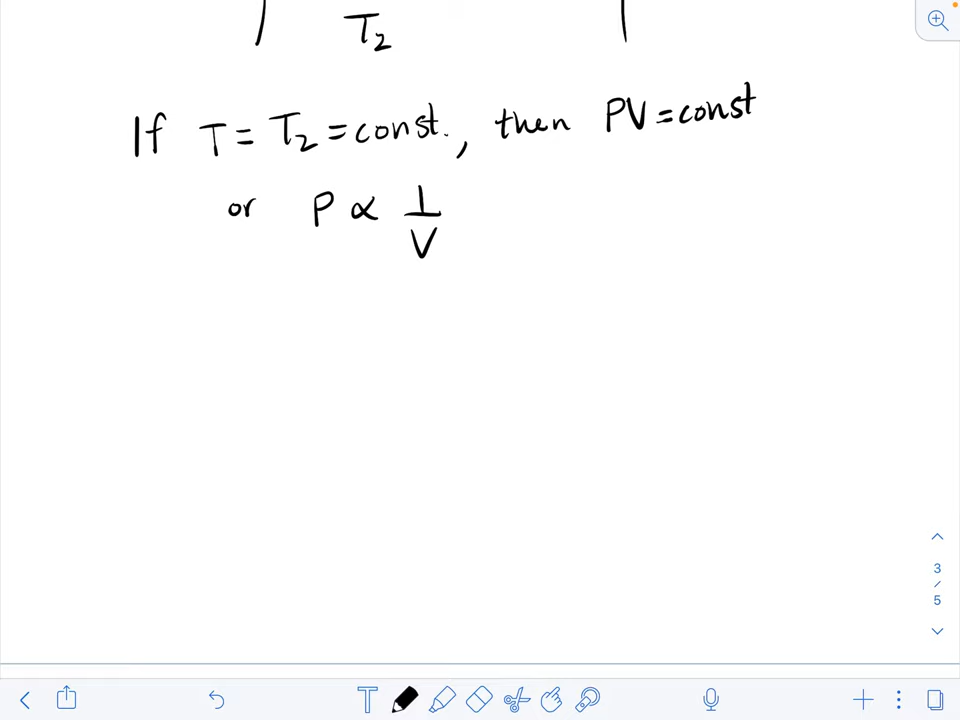 T₂
If T = T₂ = const., then PV = const
or P ∝ 1/V
3
/
5
T